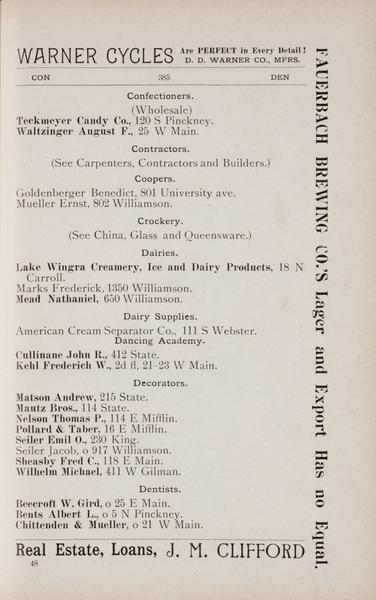 WARNER CYCLES Are PERFECT in Every Detail!
D. D. WARNER CO., MFRS.
CON 385 DEN
Confectioners.
(Wholesale)
Teckmeyer Candy Co., 120 S Pinckney.
Waltzinger August F., 25 W Main.
Contractors.
(See Carpenters, Contractors and Builders.)
Coopers.
Goldenberger Benedict, 801 University ave.
Mueller Ernst, 802 Williamson.
Crockery.
(See China, Glass and Queensware.)
Dairies.
Lake Wingra Creamery, Ice and Dairy Products, 18 N
Carroll.
Marks Frederick, 1350 Williamson.
Mead Nathaniel, 650 Williamson.
Dairy Supplies.
American Cream Separator Co., 111 S Webster.
Dancing Academy.
Cullinane John R., 412 State.
Kehl Frederich W., 2d fl, 21-23 W Main.
Decorators.
Matson Andrew, 215 State.
Mautz Bros., 114 State.
Nelson Thomas P., 114 E Mifflin.
Pollard & Taber, 16 E Mifflin.
Seiler Emil O., 230 King.
Seiler Jacob, o 917 Williamson.
Sheasby Fred C., 118 E Main.
Wilhelm Michael, 411 W Gilman.
Dentists.
Beecroft W. Gird, o 25 E Main.
Bents Albert L., o 5 N Pinckney.
Chittenden & Mueller, o 21 W Main.
Real Estate, Loans, J. M. CLIFFORD
48
FAUERBACH BREWING CO.'S Lager and Export Has no Equal.